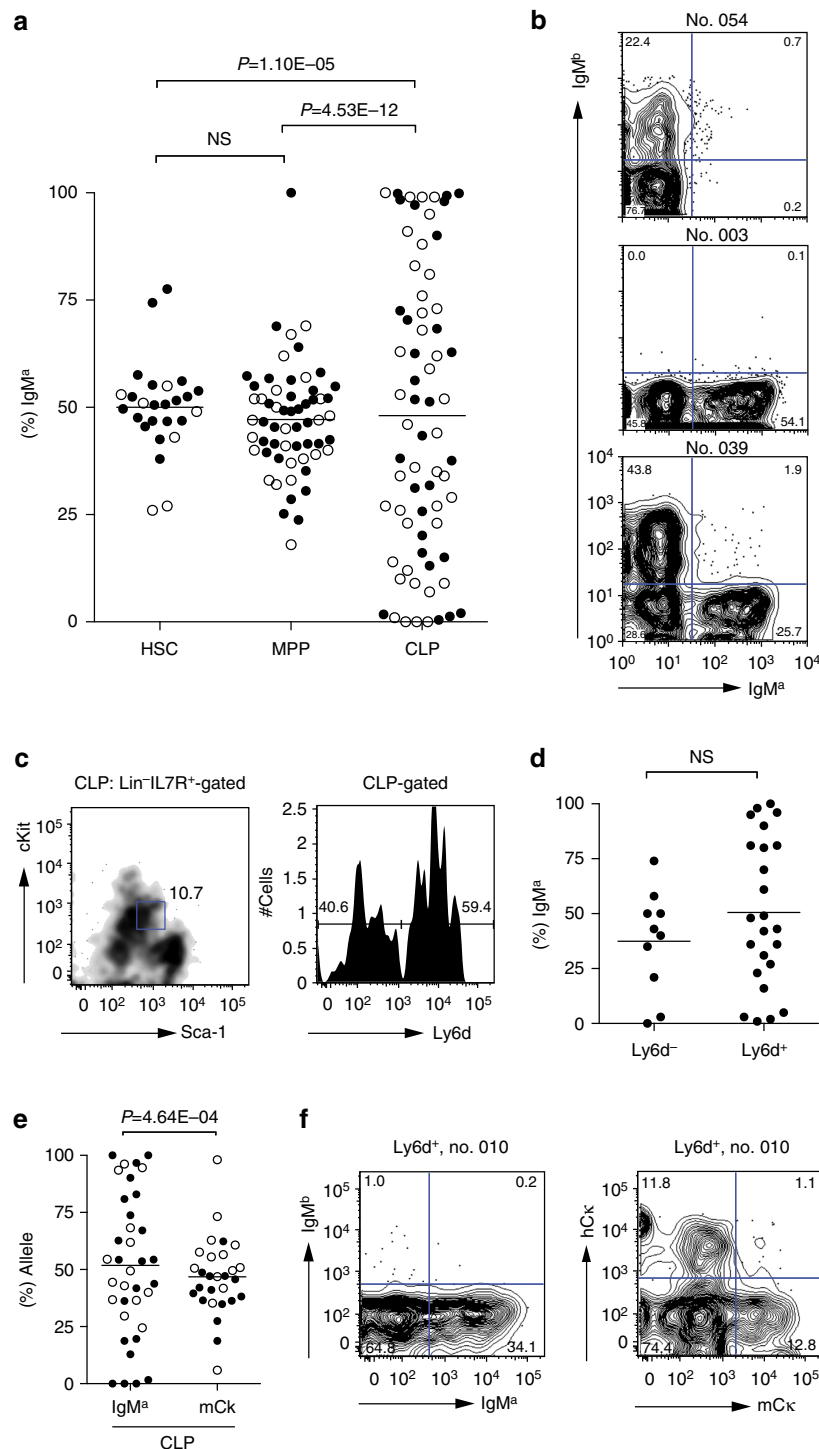 a
P=1.10E–05
P=4.53E–12
NS
100
75
50
25
0
(%) IgMᵃ
HSC MPP CLP
b
No. 054
22.4 0.7
76.7 0.2
No. 003
0.0 0.1
45.8 54.1
No. 039
43.8 1.9
28.6 25.7
10⁴
10³
10²
10¹
10⁰
10⁰ 10¹ 10² 10³ 10⁴
IgMᵇ
IgMᵃ
c
CLP: Lin⁻IL7R⁺-gated
10⁵
10⁴
10³
10²
0
cKit
10.7
0 10² 10³ 10⁴ 10⁵
Sca-1
CLP-gated
2.5
2
1.5
1
0.5
0
#Cells
40.6 59.4
0 10² 10³ 10⁴ 10⁵
Ly6d
d
NS
100
75
50
25
0
(%) IgMᵃ
Ly6d⁻ Ly6d⁺
e
P=4.64E–04
100
75
50
25
0
(%) Allele
IgMᵃ mCk
CLP
f
Ly6d⁺, no. 010
1.0 0.2
64.8 34.1
10⁵
10⁴
10³
10²
0
IgMᵇ
0 10² 10³ 10⁴ 10⁵
IgMᵃ
Ly6d⁺, no. 010
11.8 1.1
74.4 12.8
10⁵
10⁴
10³
10²
0
hCκ
0 10² 10³ 10⁴ 10⁵
mCκ